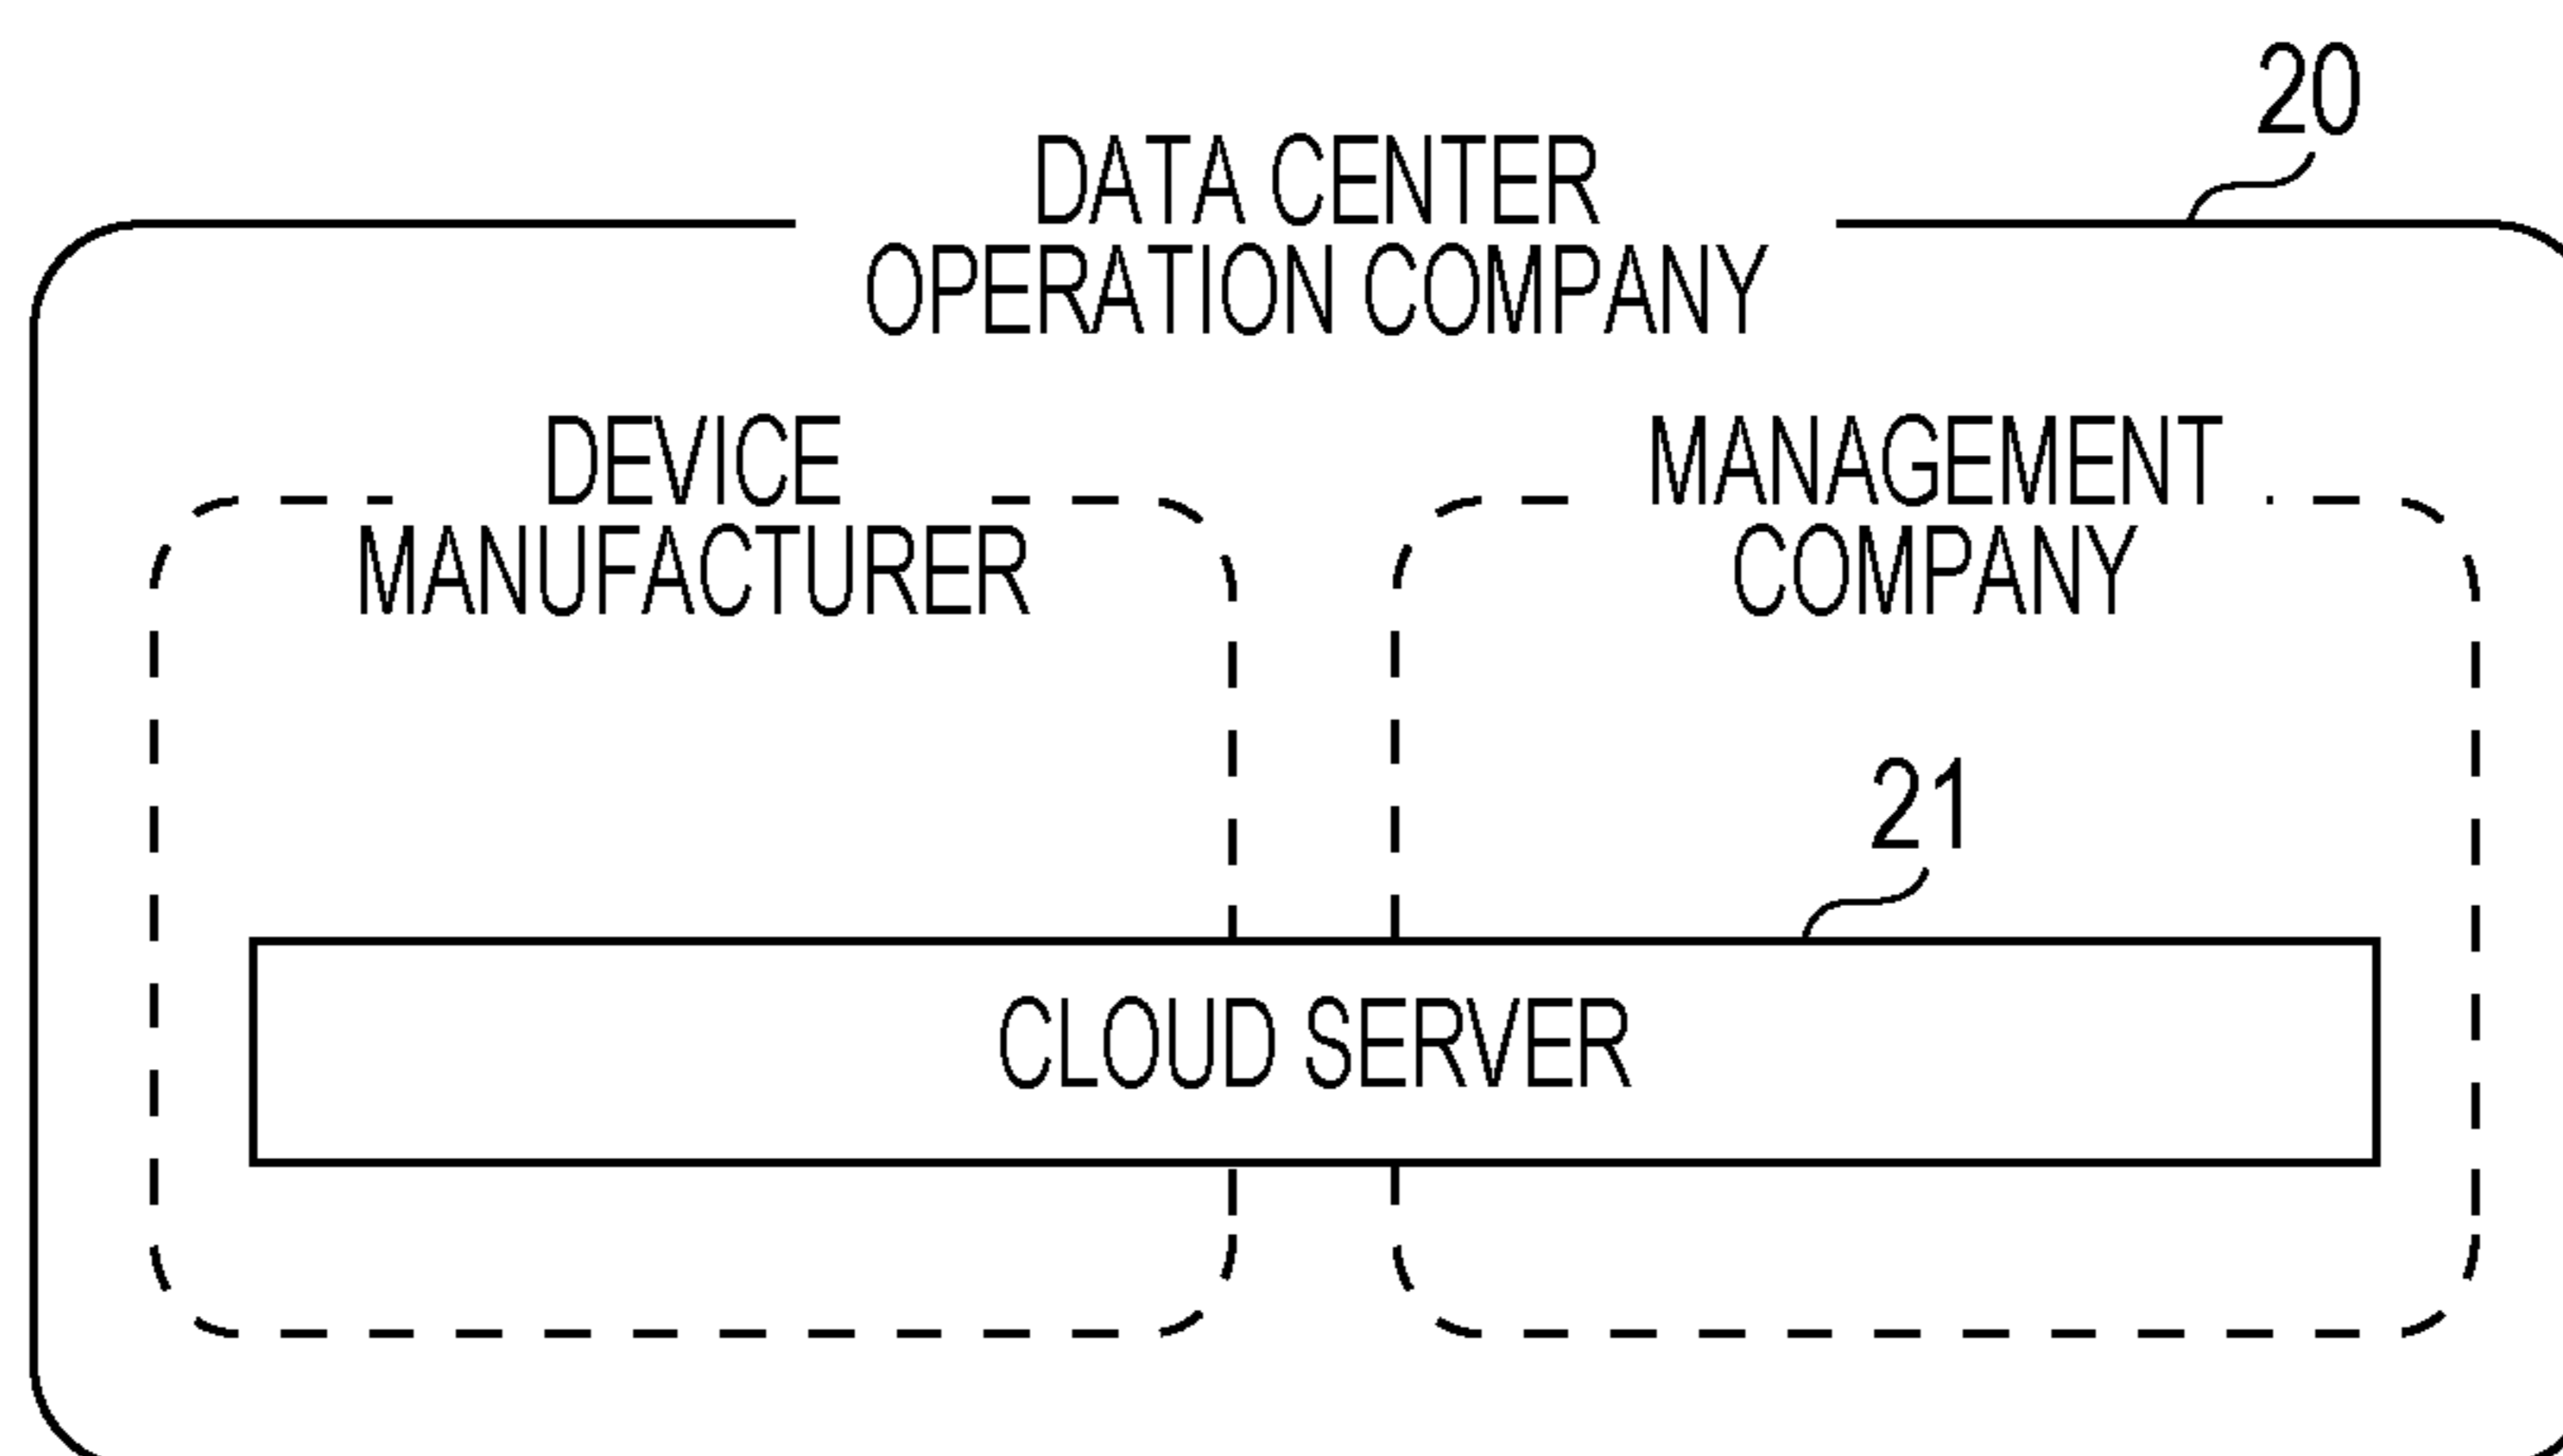 20
DATA CENTER
OPERATION COMPANY
DEVICE
MANUFACTURER
MANAGEMENT
COMPANY
21
CLOUD SERVER